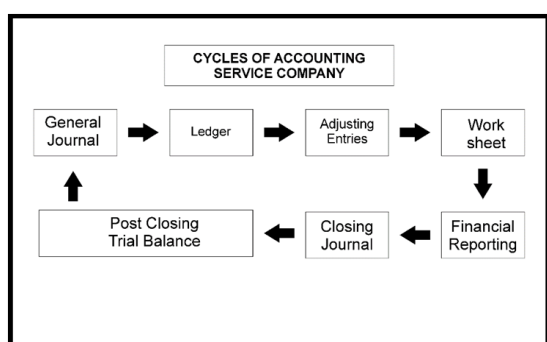 CYCLES OF ACCOUNTING
SERVICE COMPANY
General
Journal
Ledger
Adjusting
Entries
Work
sheet
Post Closing
Trial Balance
Closing
Journal
Financial
Reporting